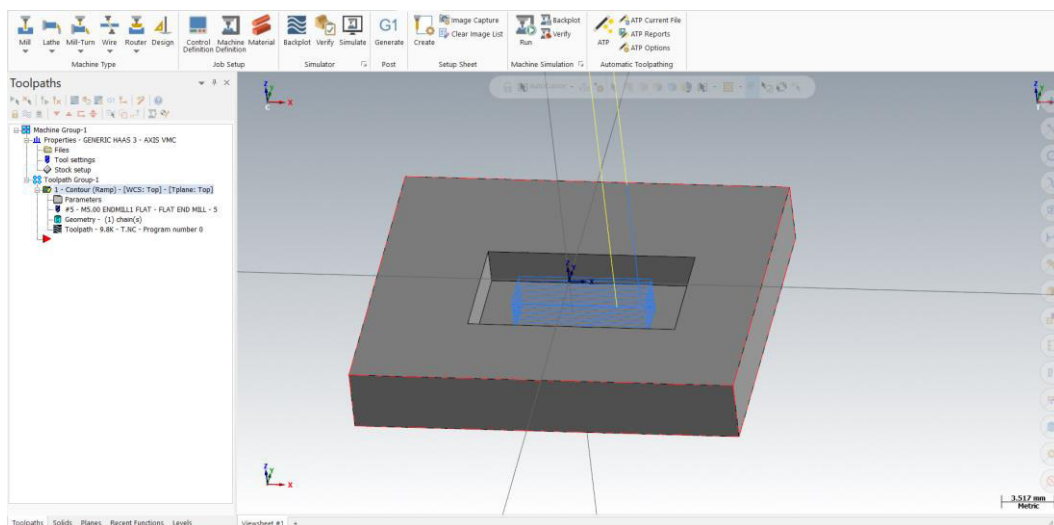 Mill Lathe Mill-Turn Wire Router Design
Control Definition Machine Definition Material
Backplot Verify Simulate
Generate
Create
Image Capture
Clear Image List
Run
Backplot
Verify
ATP
ATP Current File
ATP Reports
ATP Options
Machine Type Job Setup Simulator Post Setup Sheet Machine Simulation Automatic Toolpathing
G1
Toolpaths
Machine Group-1
Properties - GENERIC HAAS 3 - AXIS VMC
Files
Tool settings
Stock setup
Toolpath Group-1
1 - Contour (Ramp) - [WCS: Top] - [Tplane: Top]
Parameters
#5 - M5.00 ENDMILL1 FLAT - FLAT END MILL - 5
Geometry - (1) chain(s)
Toolpath - 9.8K - T.NC - Program number 0
Z Y X
C
Z Y X
Z Y X
3.517 mm
Metric
Toolpaths Solids Planes Recent Functions Levels
Viewsheet #1 +